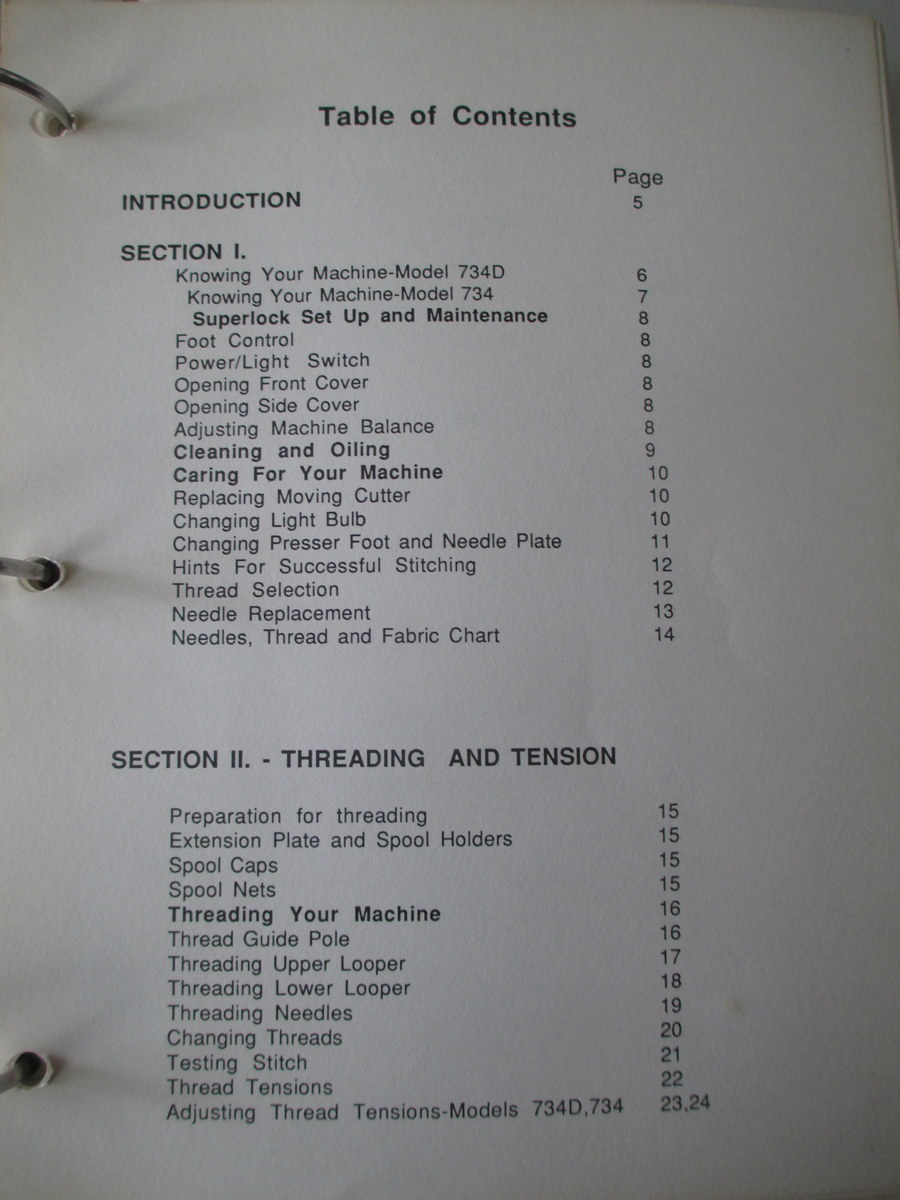 Table of Contents
Page
INTRODUCTION 5
SECTION I.
Knowing Your Machine-Model 734D 6
Knowing Your Machine-Model 734 7
Superlock Set Up and Maintenance 8
Foot Control 8
Power/Light Switch 8
Opening Front Cover 8
Opening Side Cover 8
Adjusting Machine Balance 8
Cleaning and Oiling 9
Caring For Your Machine 10
Replacing Moving Cutter 10
Changing Light Bulb 10
Changing Presser Foot and Needle Plate 11
Hints For Successful Stitching 12
Thread Selection 12
Needle Replacement 13
Needles, Thread and Fabric Chart 14
SECTION II. - THREADING AND TENSION
Preparation for threading 15
Extension Plate and Spool Holders 15
Spool Caps 15
Spool Nets 15
Threading Your Machine 16
Thread Guide Pole 16
Threading Upper Looper 17
Threading Lower Looper 18
Threading Needles 19
Changing Threads 20
Testing Stitch 21
Thread Tensions 22
Adjusting Thread Tensions-Models 734D,734 23,24